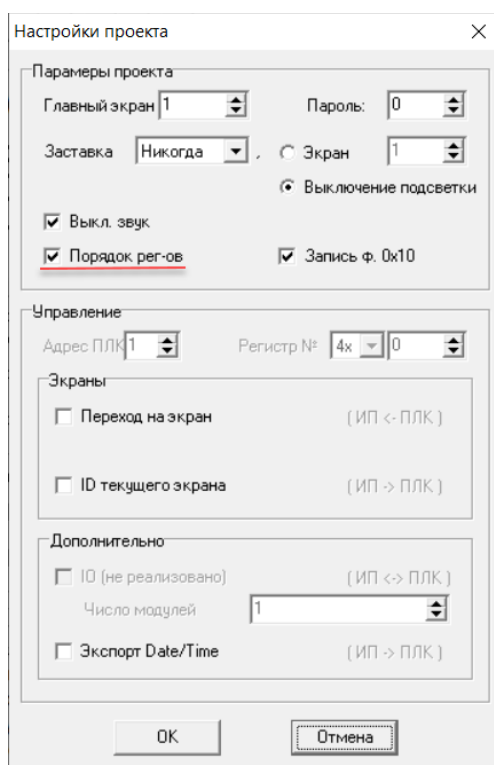 Настройки проекта
Парамеры проекта
Главный экран 1 Пароль: 0
Заставка Никогда , Экран 1
Выключение подсветки
Выкл. звук
Порядок рег-ов Запись ф. 0x10
Управление
Адрес ПЛК 1 Регистр № 4x 0
Экраны
Переход на экран ( ИП <- ПЛК )
ID текущего экрана ( ИП -> ПЛК )
Дополнительно
IO (не реализовано) ( ИП <-> ПЛК )
Число модулей 1
Экспорт Date/Time ( ИП -> ПЛК )
OK Отмена